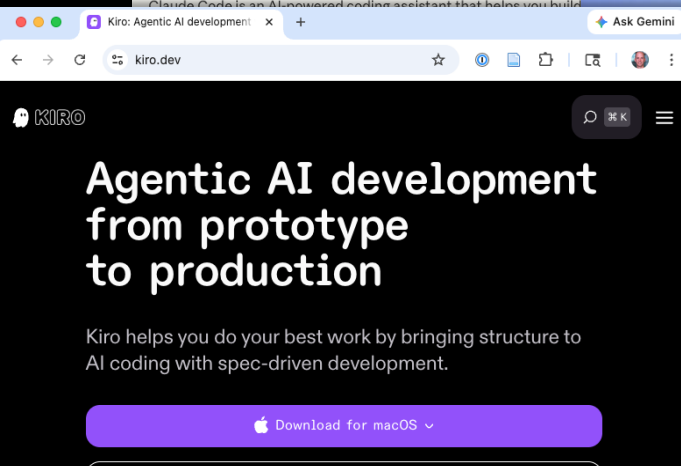 Claude Code is an AI-powered coding assistant that helps you build
Kiro: Agentic AI development
Ask Gemini
kiro.dev
KIRO
⌘ K
Agentic AI development
from prototype
to production
Kiro helps you do your best work by bringing structure to
AI coding with spec-driven development.
Download for macOS